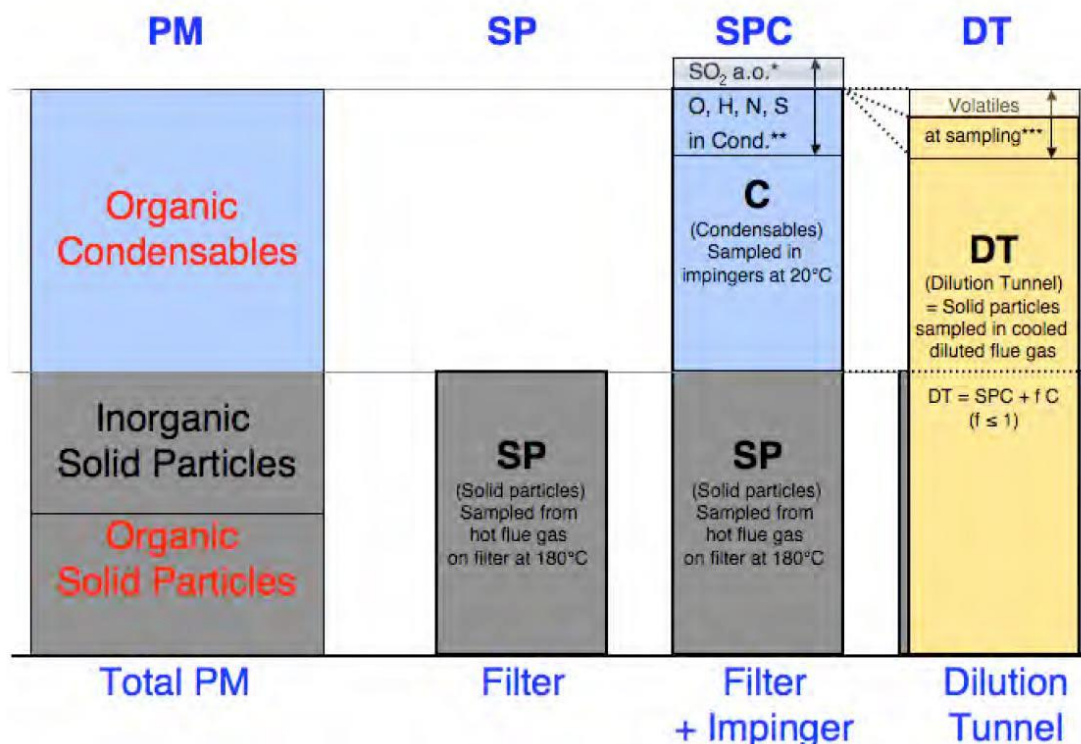 PM
SP
SPC
DT
Organic
Condensables
Inorganic
Solid Particles
Organic
Solid Particles
Total PM
SP
(Solid particles)
Sampled from
hot flue gas
on filter at 180°C
Filter
SO₂ a.o.*
O, H, N, S
in Cond.**
C
(Condensables)
Sampled in
impingers at 20°C
SP
(Solid particles)
Sampled from
hot flue gas
on filter at 180°C
Filter
+ Impinger
Volatiles
at sampling***
DT
(Dilution Tunnel)
= Solid particles
sampled in cooled
diluted flue gas
DT = SPC + f C
(f ≤ 1)
Dilution
Tunnel